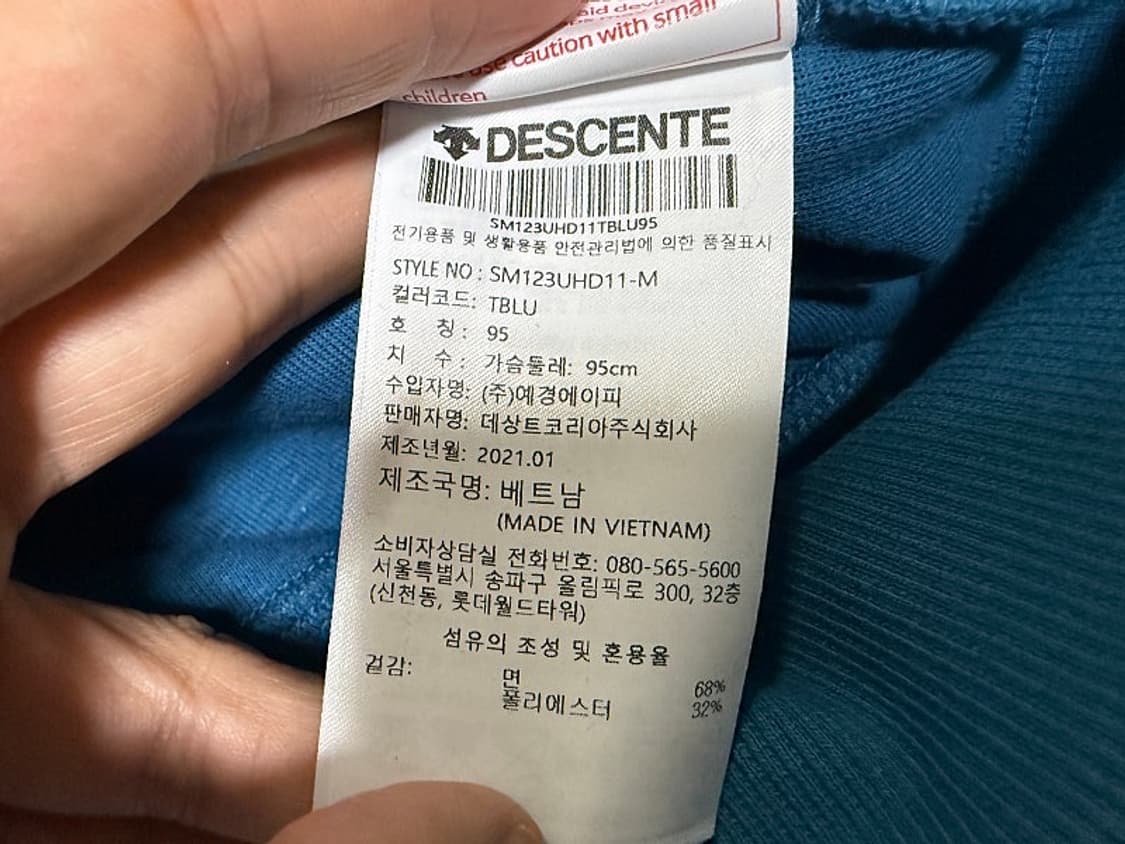 use caution with small
children
DESCENTE
SM123UHD11TBLU95
전기용품 및 생활용품 안전관리법에 의한 품질표시
STYLE NO : SM123UHD11-M
컬러코드: TBLU
호 칭 : 95
치 수 : 가슴둘레: 95cm
수입자명: (주)예경에이피
판매자명: 데상트코리아주식회사
제조년월: 2021.01
제조국명: 베트남
(MADE IN VIETNAM)
소비자상담실 전화번호: 080-565-5600
서울특별시 송파구 올림픽로 300, 32층
(신천동, 롯데월드타워)
섬유의 조성 및 혼용율
겉감: 면 68%
폴리에스터 32%